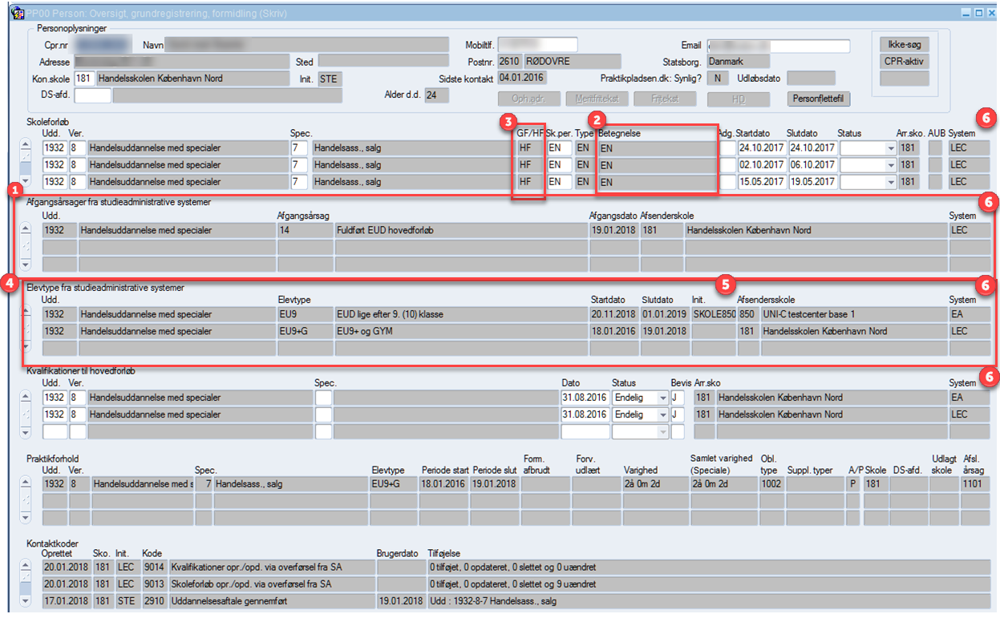 PP00 Person: Oversigt, grundregistrering, formidling (Skriv)
Personoplysninger
Cpr.nr Navn Mobiltlf. Email Ikke-søg
Adresse Sted Postnr. 2610 RØDOVRE Statsborg. Danmark CPR-aktiv
Kon.skole 181 Handelsskolen København Nord Init. STE Sidste kontakt 04.01.2016 Praktikpladsen.dk: Synlig? N Udløbsdato
DS-afd. Alder d.d. 24 Oph.adr. Meritfritekst Fritekst HD Personflettefil
3 2 6
Skoleforløb
Udd. Ver. Spec. GF/HF Sk.per. Type Betegnelse Adg. Startdato Slutdato Status Arr.sko. AUB System
1932 8 Handelsuddannelse med specialer 7 Handelsass., salg HF EN EN EN 24.10.2017 24.10.2017 181 LEC
1932 8 Handelsuddannelse med specialer 7 Handelsass., salg HF EN EN EN 02.10.2017 06.10.2017 181 LEC
1932 8 Handelsuddannelse med specialer 7 Handelsass., salg HF EN EN EN 15.05.2017 19.05.2017 181 LEC
1 6
Afgangsårsager fra studieadministrative systemer
Udd. Afgangsårsag Afgangsdato Afsenderskole System
1932 Handelsuddannelse med specialer 14 Fuldført EUD hovedforløb 19.01.2018 181 Handelsskolen København Nord LEC
4 5 6
Elevtype fra studieadministrative systemer
Udd. Elevtype Startdato Slutdato Init. Afsendersskole System
1932 Handelsuddannelse med specialer EU9 EUD lige efter 9. (10) klasse 20.11.2018 01.01.2019 SKOLE850 850 UNI-C testcenter base 1 EA
1932 Handelsuddannelse med specialer EU9+G EU9+ og GYM 18.01.2016 19.01.2018 181 Handelsskolen København Nord LEC
6
Kvalifikationer til hovedforløb
Udd. Ver. Spec. Dato Status Bevis Arr.sko System
1932 8 Handelsuddannelse med specialer 31.08.2016 Endelig J 181 Handelsskolen København Nord EA
1932 8 Handelsuddannelse med specialer 31.08.2016 Endelig J 181 Handelsskolen København Nord LEC
Praktikforhold
Udd. Ver. Spec. Elevtype Periode start Periode slut Form. afbrudt Forv. udlært Varighed Samlet varighed (Speciale) Obl. type Suppl. typer A/P Skole DS-afd. Udlagt skole Afsl. årsag
1932 8 Handelsuddannelse med s 7 Handelsass., salg EU9+G 18.01.2016 19.01.2018 2å 0m 2d 2å 0m 2d 1002 P 181 1101
Kontaktkoder
Oprettet Sko. Init. Kode Brugerdato Tilføjelse
20.01.2018 181 LEC 9014 Kvalifikationer opr./opd. via overførsel fra SA 0 tilføjet, 0 opdateret, 0 slettet og 0 uændret
20.01.2018 181 LEC 9013 Skoleforløb opr./opd. via overførsel fra SA 0 tilføjet, 0 opdateret, 0 slettet og 9 uændret
17.01.2018 181 STE 2910 Uddannelsesaftale gennemført 19.01.2018 Udd : 1932-8-7 Handelsass., salg